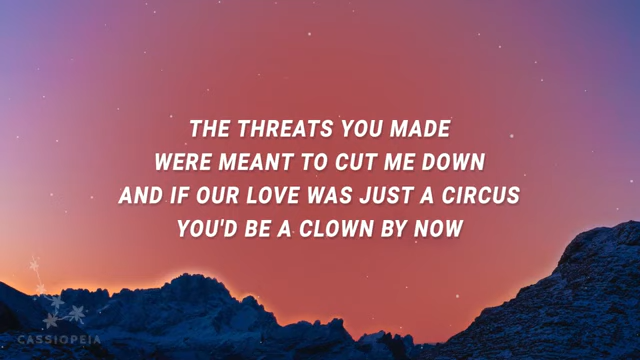 THE THREATS YOU MADE
WERE MEANT TO CUT ME DOWN
AND IF OUR LOVE WAS JUST A CIRCUS
YOU'D BE A CLOWN BY NOW
CASSIOPEIA